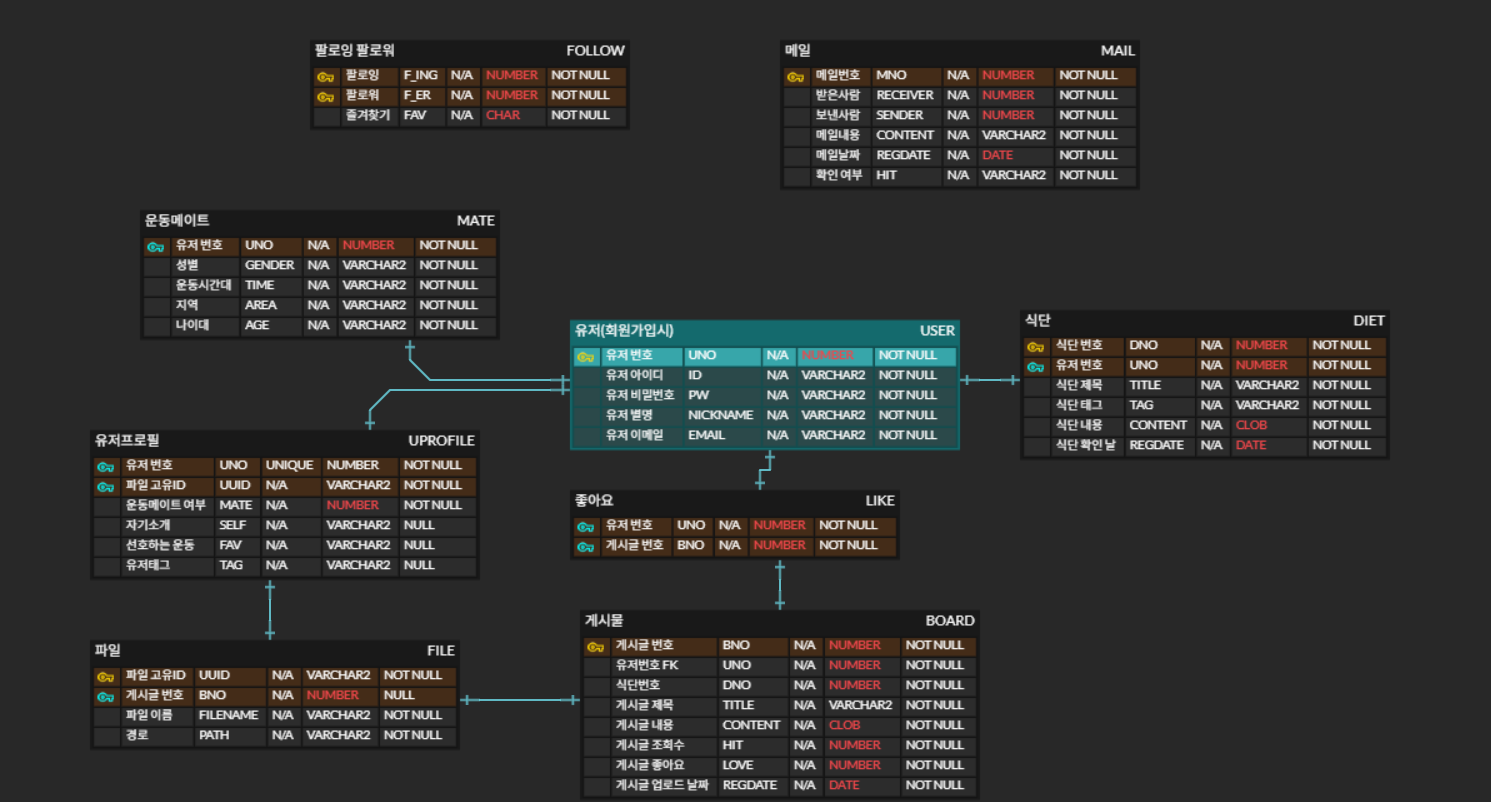 팔로잉 팔로워 FOLLOW
팔로잉 F_ING N/A NUMBER NOT NULL
팔로워 F_ER N/A NUMBER NOT NULL
즐겨찾기 FAV N/A CHAR NOT NULL
메일 MAIL
메일번호 MNO N/A NUMBER NOT NULL
받은사람 RECEIVER N/A NUMBER NOT NULL
보낸사람 SENDER N/A NUMBER NOT NULL
메일내용 CONTENT N/A VARCHAR2 NOT NULL
메일날짜 REGDATE N/A DATE NOT NULL
확인 여부 HIT N/A VARCHAR2 NOT NULL
운동메이트 MATE
유저 번호 UNO N/A NUMBER NOT NULL
성별 GENDER N/A VARCHAR2 NOT NULL
운동시간대 TIME N/A VARCHAR2 NOT NULL
지역 AREA N/A VARCHAR2 NOT NULL
나이대 AGE N/A VARCHAR2 NOT NULL
유저(회원가입시) USER
유저 번호 UNO N/A NUMBER NOT NULL
유저 아이디 ID N/A VARCHAR2 NOT NULL
유저 비밀번호 PW N/A VARCHAR2 NOT NULL
유저 별명 NICKNAME N/A VARCHAR2 NOT NULL
유저 이메일 EMAIL N/A VARCHAR2 NOT NULL
식단 DIET
식단 번호 DNO N/A NUMBER NOT NULL
유저 번호 UNO N/A NUMBER NOT NULL
식단 제목 TITLE N/A VARCHAR2 NOT NULL
식단 태그 TAG N/A VARCHAR2 NOT NULL
식단 내용 CONTENT N/A CLOB NOT NULL
식단 확인 날 REGDATE N/A DATE NOT NULL
유저프로필 UPROFILE
유저 번호 UNO UNIQUE NUMBER NOT NULL
파일 고유ID UUID N/A VARCHAR2 NOT NULL
운동메이트 여부 MATE N/A NUMBER NOT NULL
자기소개 SELF N/A VARCHAR2 NULL
선호하는 운동 FAV N/A VARCHAR2 NULL
유저태그 TAG N/A VARCHAR2 NULL
좋아요 LIKE
유저 번호 UNO N/A NUMBER NOT NULL
게시글 번호 BNO N/A NUMBER NOT NULL
파일 FILE
파일 고유ID UUID N/A VARCHAR2 NOT NULL
게시글 번호 BNO N/A NUMBER NULL
파일 이름 FILENAME N/A VARCHAR2 NOT NULL
경로 PATH N/A VARCHAR2 NOT NULL
게시물 BOARD
게시글 번호 BNO N/A NUMBER NOT NULL
유저번호 FK UNO N/A NUMBER NOT NULL
식단번호 DNO N/A NUMBER NOT NULL
게시글 제목 TITLE N/A VARCHAR2 NOT NULL
게시글 내용 CONTENT N/A CLOB NOT NULL
게시글 조회수 HIT N/A NUMBER NOT NULL
게시글 좋아요 LOVE N/A NUMBER NOT NULL
게시글 업로드 날짜 REGDATE N/A DATE NOT NULL